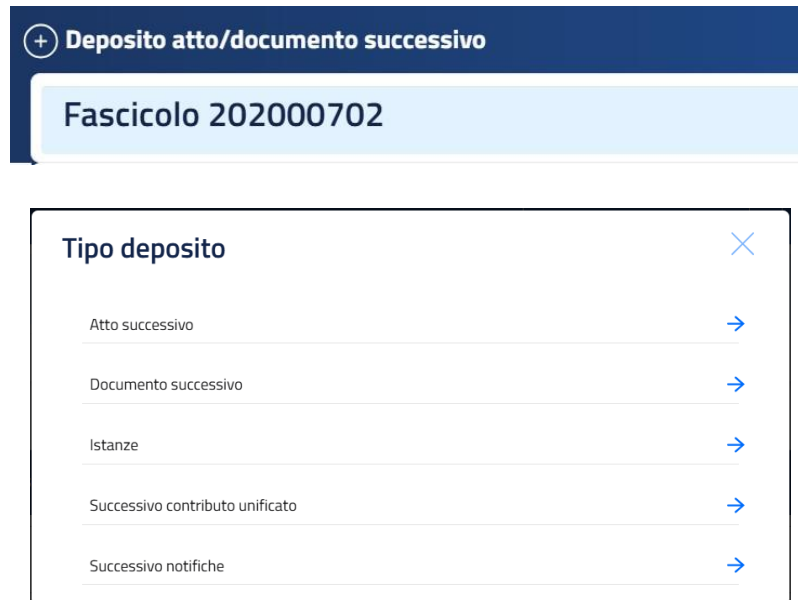 Deposito atto/documento successivo
Fascicolo 202000702
Tipo deposito
Atto successivo
Documento successivo
Istanze
Successivo contributo unificato
Successivo notifiche